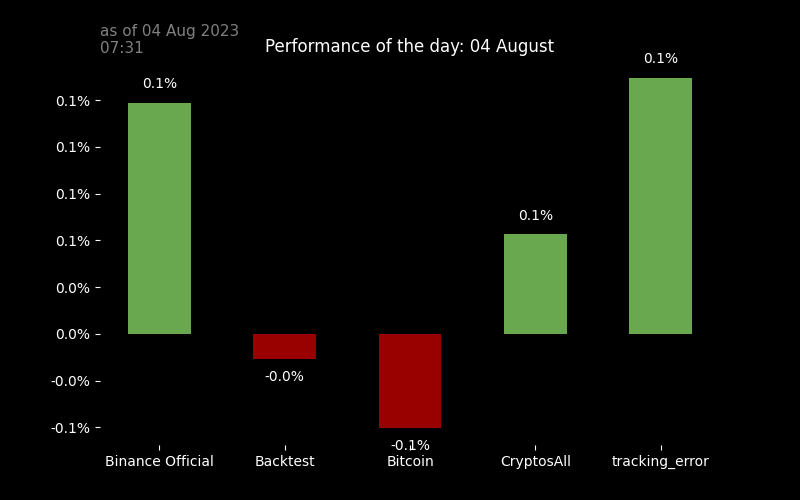 as of 04 Aug 2023
07:31
Performance of the day: 04 August
0.1%
0.1%
0.1%
0.1%
0.1%
0.1%
0.1%
0.0%
0.0%
-0.0%
-0.0%
-0.1%
-0.1%
Binance Official
Backtest
Bitcoin
CryptosAll
tracking_error